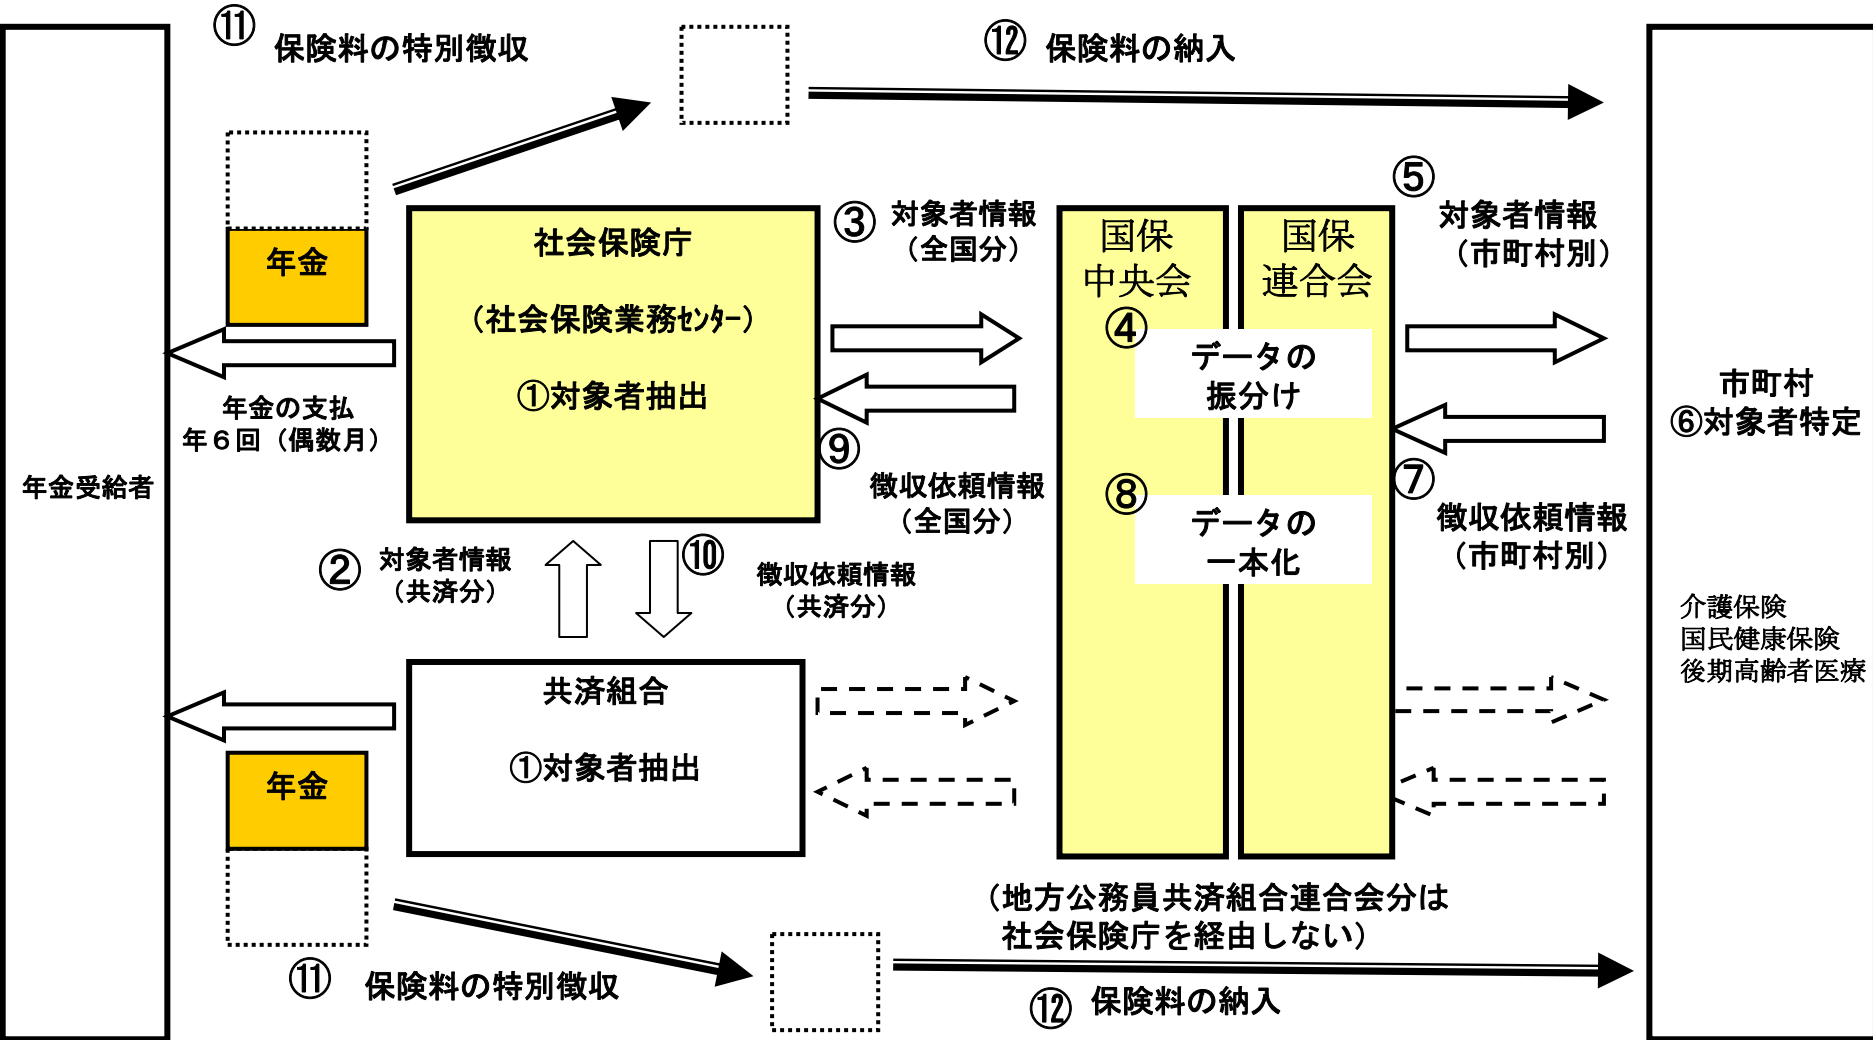 ⑪ 保険料の特別徴収
⑫ 保険料の納入
年金
社会保険庁
（社会保険業務ｾﾝﾀｰ）
①対象者抽出
③ 対象者情報
（全国分）
国保
中央会
国保
連合会
⑤
対象者情報
（市町村別）
④
データの
振分け
年金の支払
年６回（偶数月）
⑨
徴収依頼情報
（全国分）
⑧
データの
一本化
⑦
徴収依頼情報
（市町村別）
市町村
⑥対象者特定
年金受給者
② 対象者情報
（共済分）
⑩
徴収依頼情報
（共済分）
介護保険
国民健康保険
後期高齢者医療
共済組合
①対象者抽出
年金
（地方公務員共済組合連合会分は
社会保険庁を経由しない）
⑪ 保険料の特別徴収
⑫ 保険料の納入